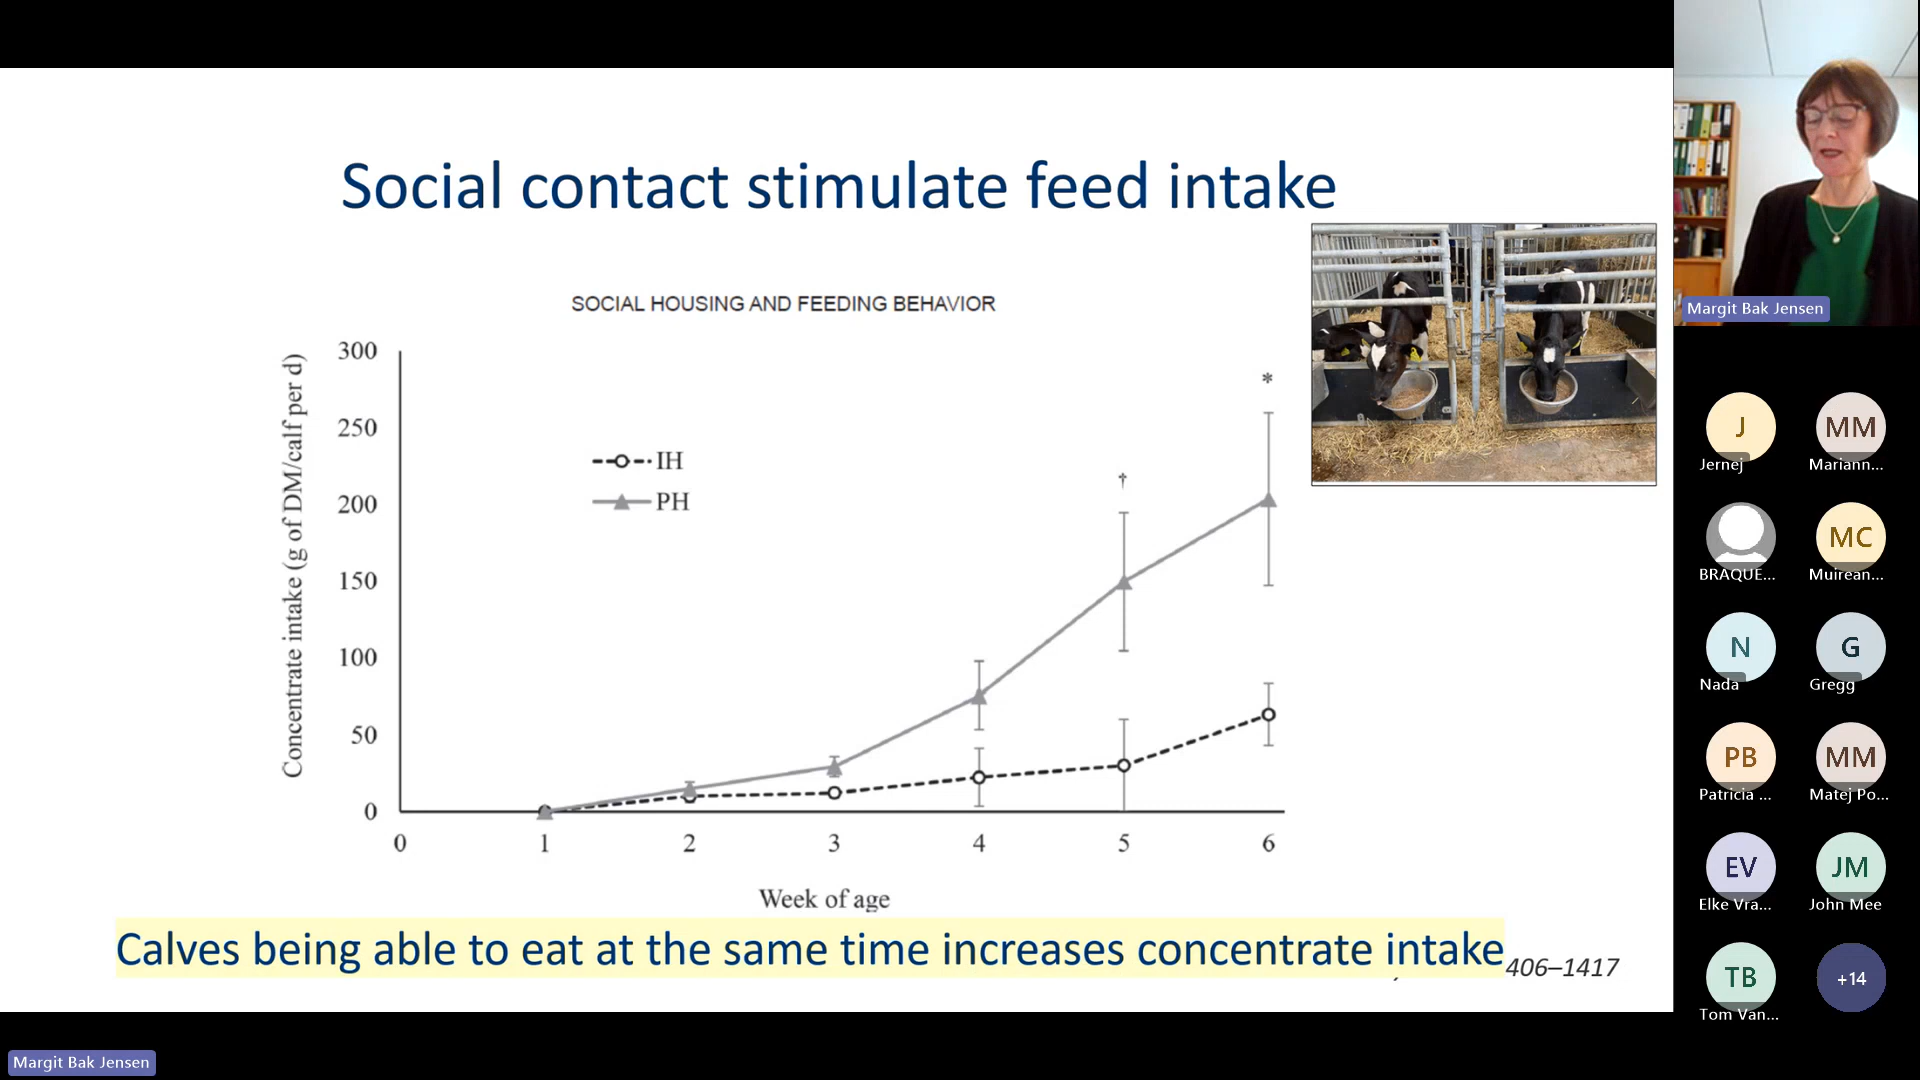 Social contact stimulate feed intake
SOCIAL HOUSING AND FEEDING BEHAVIOR
Concentrate intake (g of DM/calf per d)
300
250
200
150
100
50
0
IH
PH
*
†
0 1 2 3 4 5 6
Week of age
Calves being able to eat at the same time increases concentrate intake
406–1417
Margit Bak Jensen
J
Jernej
MM
Mariann...
BRAQUE...
MC
Muirean...
N
Nada
G
Gregg
PB
Patricia ...
MM
Matej Po...
EV
Elke Vra...
JM
John Mee
TB
Tom Van...
+14
Margit Bak Jensen